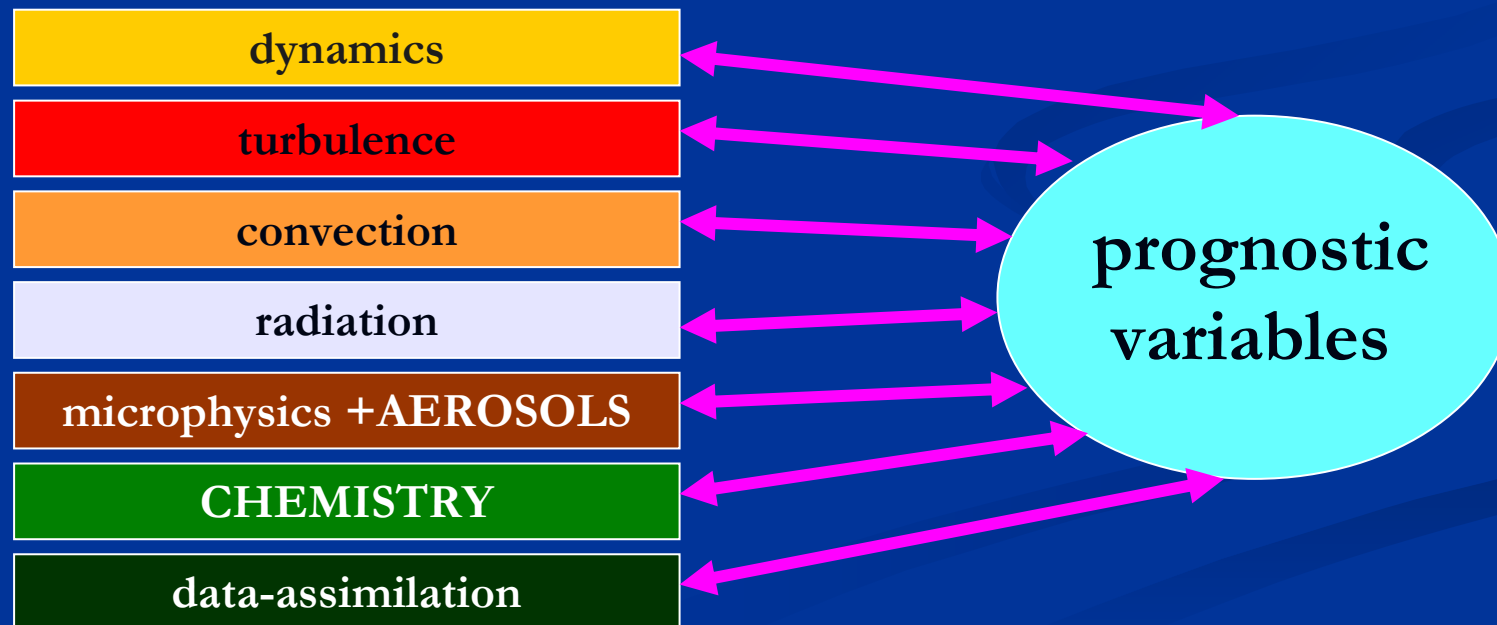 dynamics
turbulence
convection
radiation
microphysics +AEROSOLS
CHEMISTRY
data-assimilation
prognostic
variables